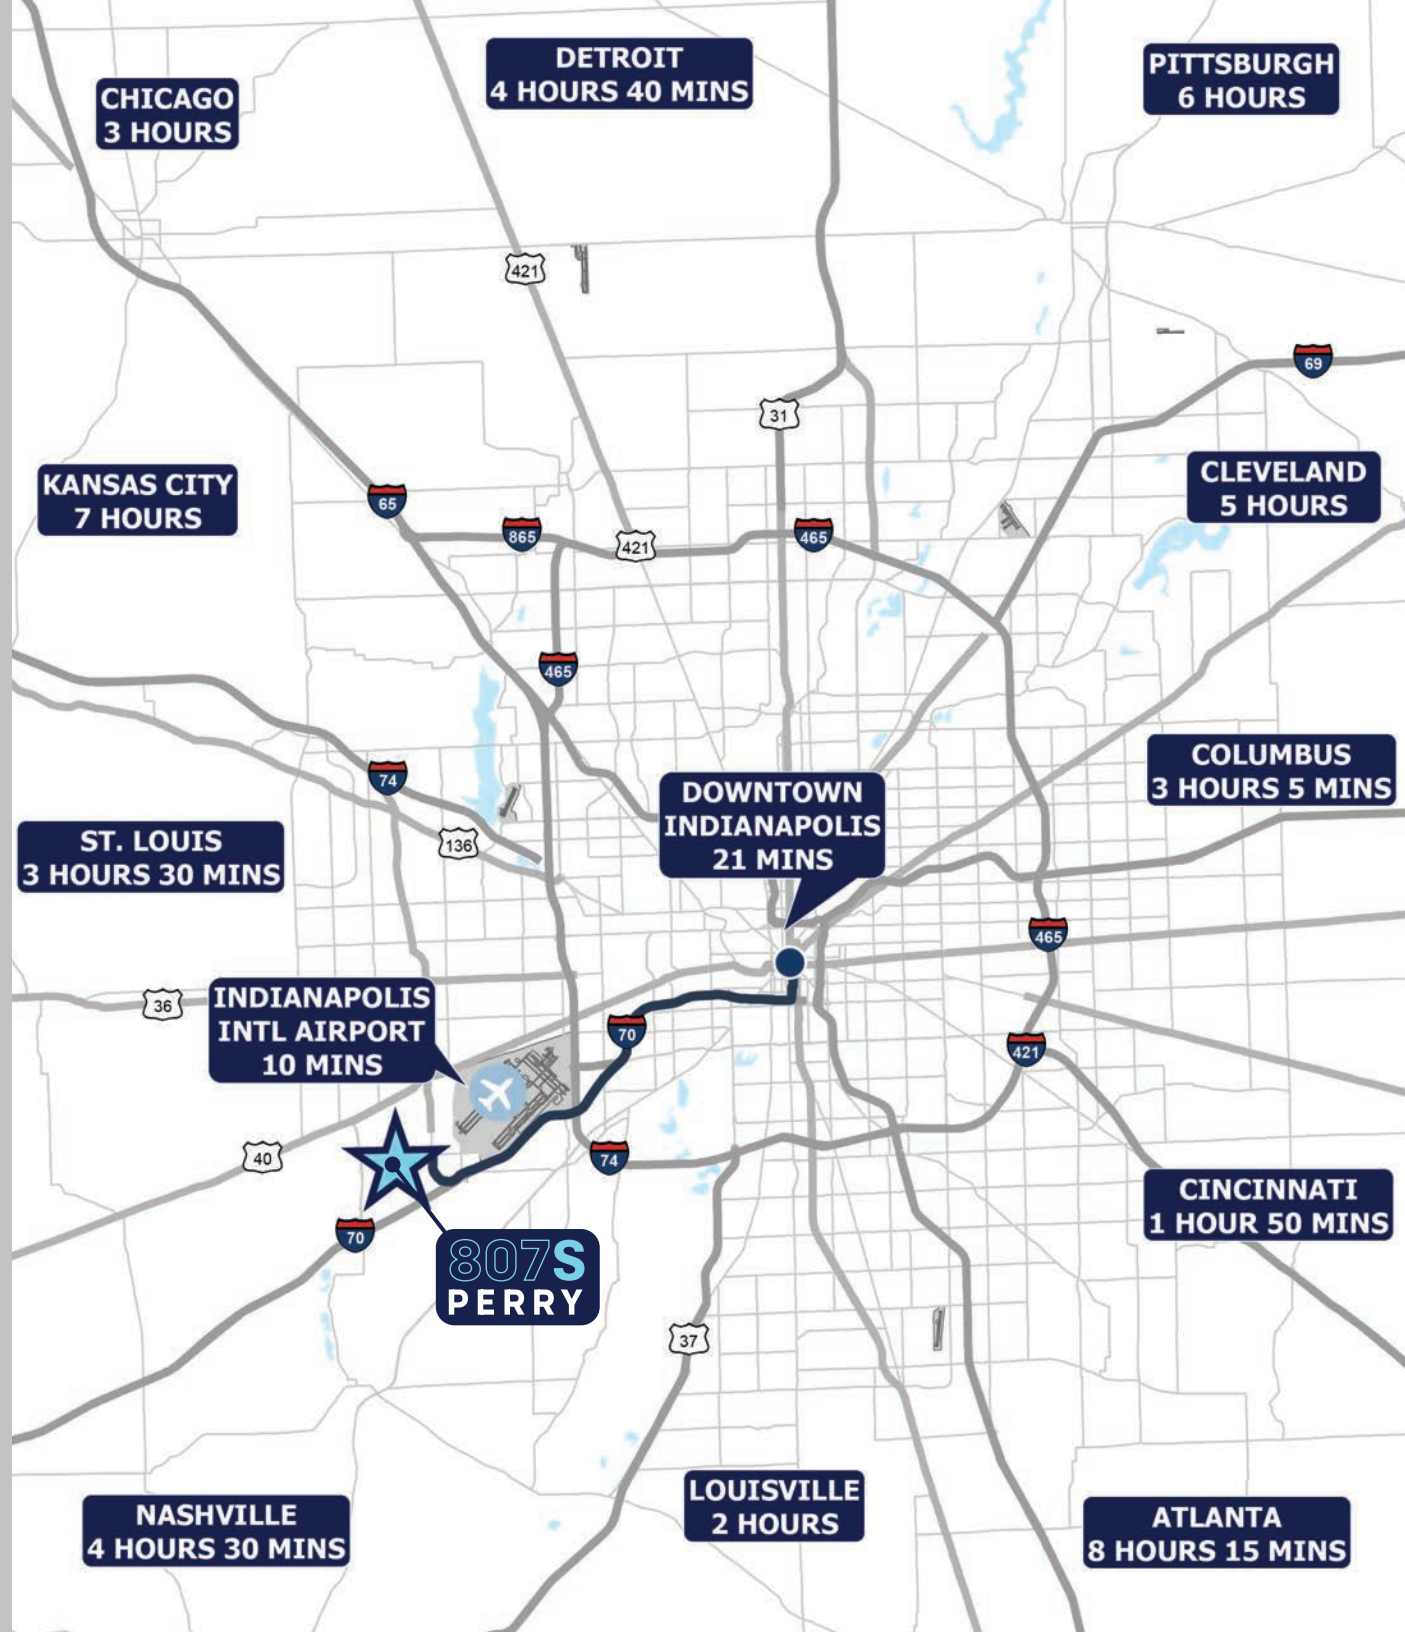 DETROIT
4 HOURS 40 MINS
PITTSBURGH
6 HOURS
CHICAGO
3 HOURS
421
69
31
KANSAS CITY
7 HOURS
CLEVELAND
5 HOURS
65
865
421
465
465
COLUMBUS
3 HOURS 5 MINS
74
DOWNTOWN
INDIANAPOLIS
21 MINS
136
ST. LOUIS
3 HOURS 30 MINS
465
INDIANAPOLIS
INTL AIRPORT
10 MINS
36
70
421
40
74
CINCINNATI
1 HOUR 50 MINS
70
807S
PERRY
37
LOUISVILLE
2 HOURS
NASHVILLE
4 HOURS 30 MINS
ATLANTA
8 HOURS 15 MINS